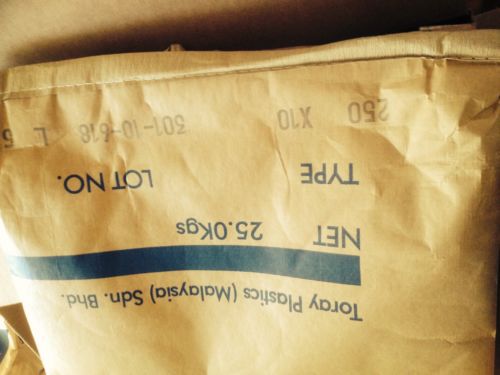 Toray Plastics (Malaysia) Sdn. Bhd.
NET 25.0Kgs
TYPE LOT NO.
250 X10 301-10-618 L